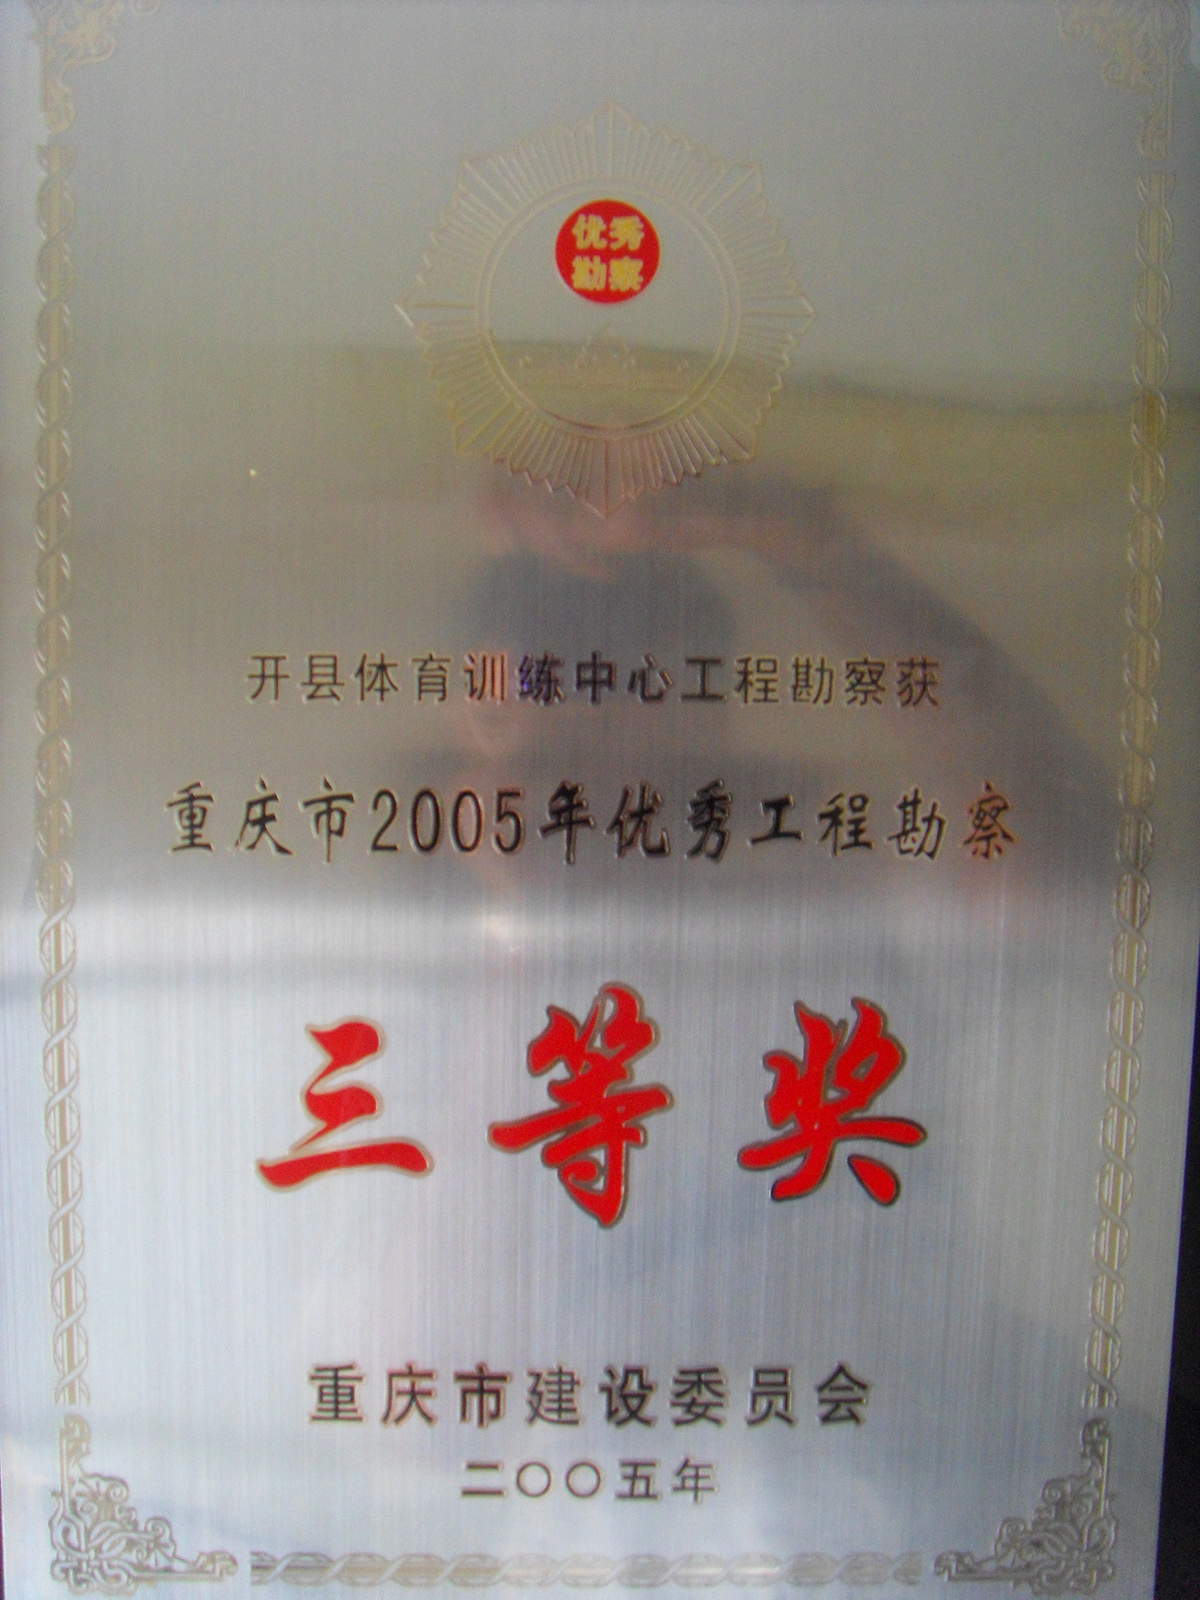 优秀
勘察
开县体育训练中心工程勘察获
重庆市2005年优秀工程勘察
三等奖
重庆市建设委员会
二〇〇五年